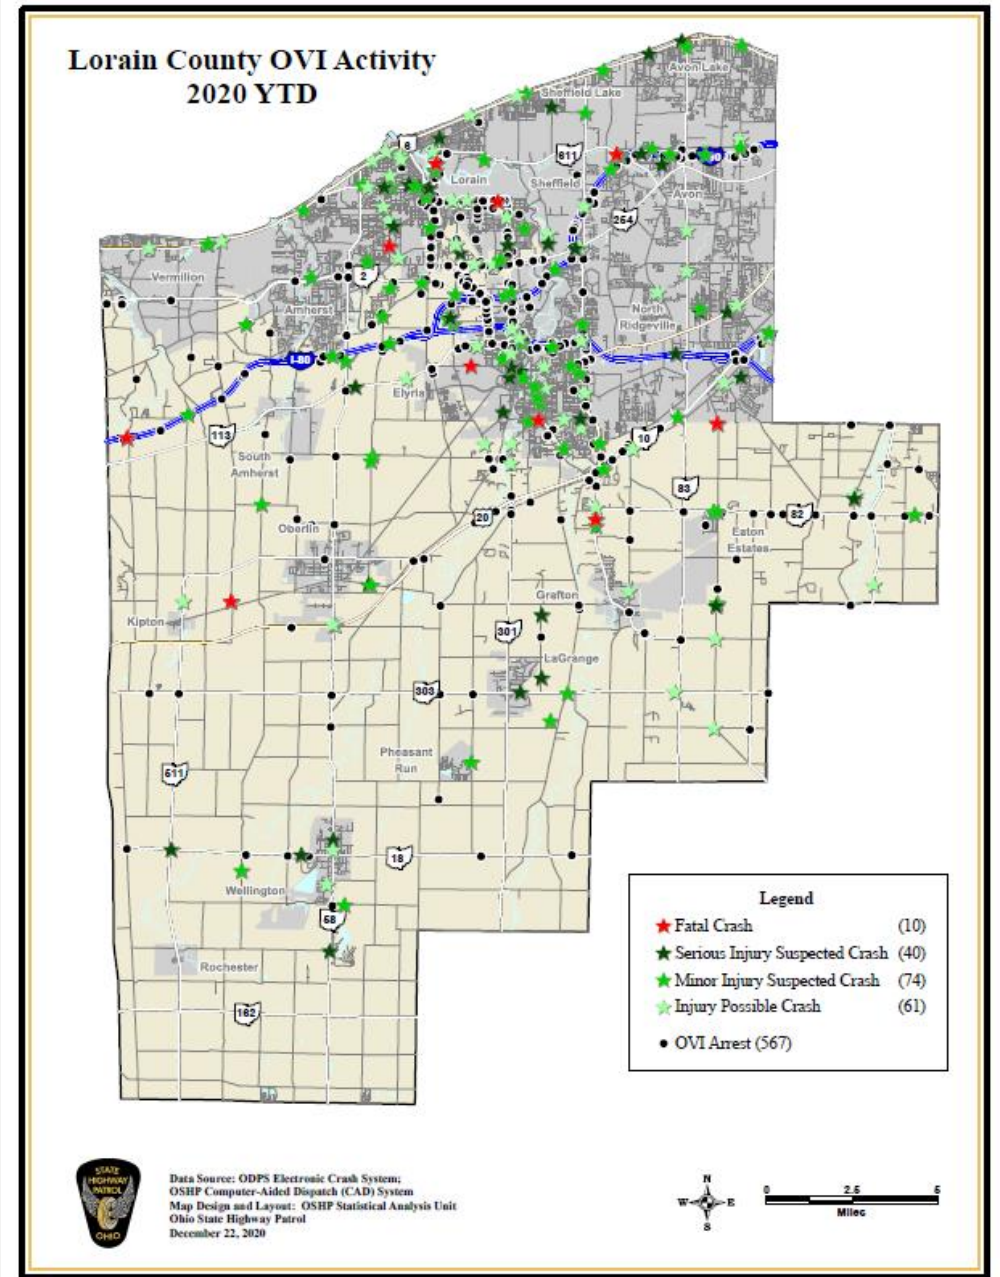 Lorain County OVI Activity
2020 YTD
Avon Lake
Sheffield Lake
6
611
Lorain
Sheffield
90
Avon
254
Vermilion
2
Amherst
North
Ridgeville
I-80
Elyria
113
10
South
Amherst
83
20
82
Oberlin
Eaton
Estates
Grafton
Kipton
301
LaGrange
303
Pheasant
Run
511
18
Wellington
58
Rochester
162
Legend
Fatal Crash (10)
Serious Injury Suspected Crash (40)
Minor Injury Suspected Crash (74)
Injury Possible Crash (61)
OVI Arrest (567)
STATE
HIGHWAY
PATROL
OHIO
Data Source: ODPS Electronic Crash System;
OSHP Computer-Aided Dispatch (CAD) System
Map Design and Layout: OSHP Statistical Analysis Unit
Ohio State Highway Patrol
December 22, 2020
N
W E
S
0 2.5 5
Miles